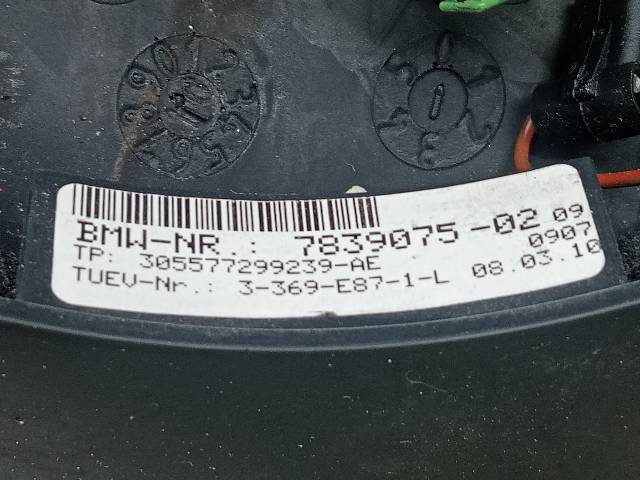 BMW-NR.: 7839075-02 09.
TP: 305577299239-AE 0907
TUEV-Nr.: 3-369-E87-1-L 08.03.10